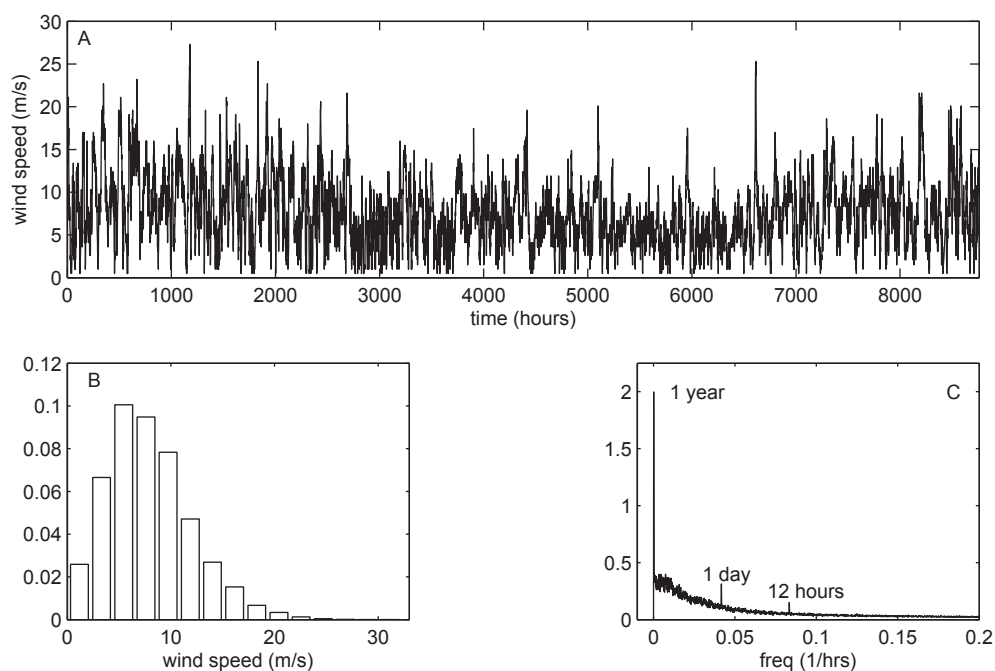 A
30
25
20
15
10
5
0
wind speed (m/s)
0 1000 2000 3000 4000 5000 6000 7000 8000
time (hours)
B
0.12
0.1
0.08
0.06
0.04
0.02
0
0 10 20 30
wind speed (m/s)
C
1 year
2
1.5
1
0.5
0
1 day
12 hours
0 0.05 0.1 0.15 0.2
freq (1/hrs)